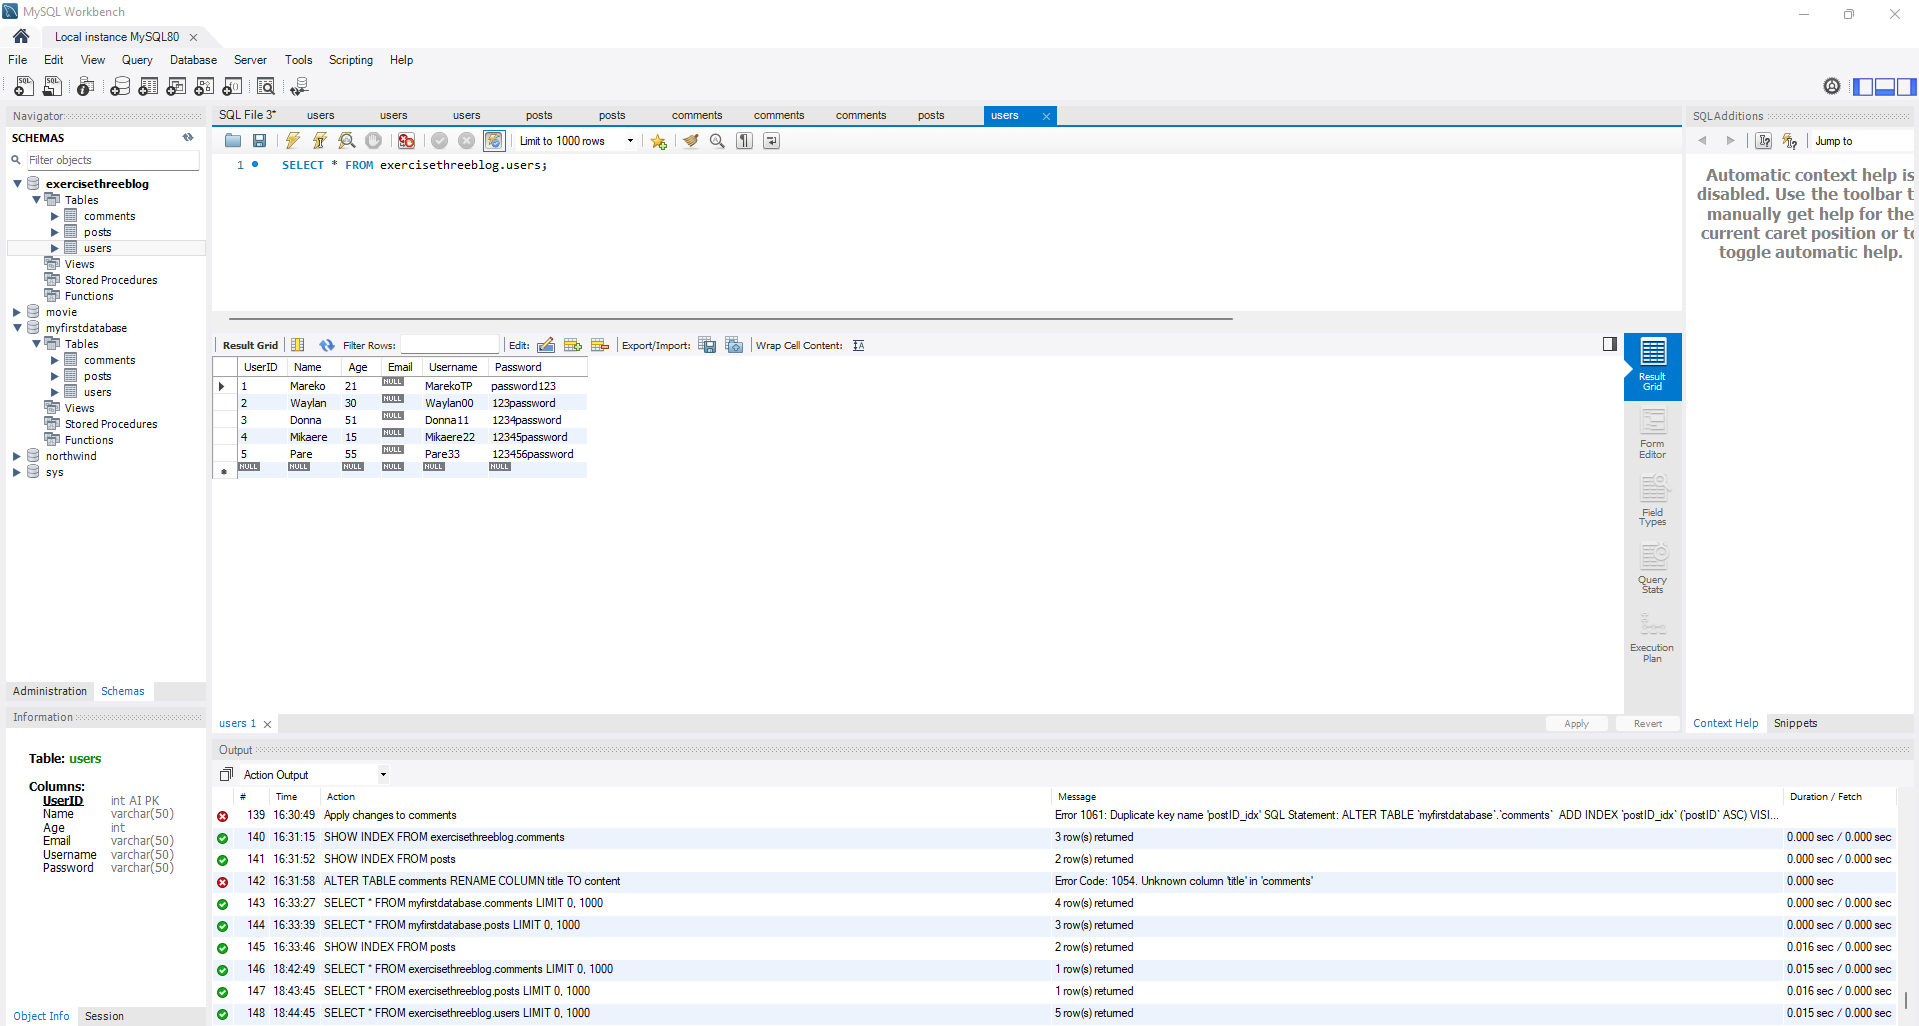 MySQL Workbench
Local instance MySQL80
File Edit View Query Database Server Tools Scripting Help
Navigator
SCHEMAS
Filter objects
exercisethreeblog
Tables
comments
posts
users
Views
Stored Procedures
Functions
movie
myfirstdatabase
Tables
comments
posts
users
Views
Stored Procedures
Functions
northwind
sys
Administration Schemas
Information
Table: users
Columns:
UserID int AI PK
Name varchar(50)
Age int
Email varchar(50)
Username varchar(50)
Password varchar(50)
Object Info Session
SQL File 3* users users users posts posts comments comments comments posts users
Limit to 1000 rows
1 SELECT * FROM exercisethreeblog.users;
Result Grid Filter Rows: Edit: Export/Import: Wrap Cell Content:
UserID Name Age Email Username Password
1 Mareko 21 NULL MarekoTP password123
2 Waylan 30 NULL Waylan00 123password
3 Donna 51 NULL Donna11 1234password
4 Mikaere 15 NULL Mikaere22 12345password
5 Pare 55 NULL Pare33 123456password
NULL NULL NULL NULL NULL NULL
Result
Grid
Form
Editor
Field
Types
Query
Stats
Execution
Plan
users 1 Apply Revert
SQLAdditions
Jump to
Automatic context help is
disabled. Use the toolbar t
manually get help for the
current caret position or to
toggle automatic help.
Context Help Snippets
Output
Action Output
# Time Action Message Duration / Fetch
139 16:30:49 Apply changes to comments Error 1061: Duplicate key name 'postID_idx' SQL Statement: ALTER TABLE `myfirstdatabase`.`comments` ADD INDEX `postID_idx` (`postID` ASC) VISI...
140 16:31:15 SHOW INDEX FROM exercisethreeblog.comments 3 row(s) returned 0.000 sec / 0.000 sec
141 16:31:52 SHOW INDEX FROM posts 2 row(s) returned 0.000 sec / 0.000 sec
142 16:31:58 ALTER TABLE comments RENAME COLUMN title TO content Error Code: 1054. Unknown column 'title' in 'comments' 0.000 sec
143 16:33:27 SELECT * FROM myfirstdatabase.comments LIMIT 0, 1000 4 row(s) returned 0.000 sec / 0.000 sec
144 16:33:39 SELECT * FROM myfirstdatabase.posts LIMIT 0, 1000 3 row(s) returned 0.000 sec / 0.000 sec
145 16:33:46 SHOW INDEX FROM posts 2 row(s) returned 0.016 sec / 0.000 sec
146 18:42:49 SELECT * FROM exercisethreeblog.comments LIMIT 0, 1000 1 row(s) returned 0.015 sec / 0.000 sec
147 18:43:45 SELECT * FROM exercisethreeblog.posts LIMIT 0, 1000 1 row(s) returned 0.016 sec / 0.000 sec
148 18:44:45 SELECT * FROM exercisethreeblog.users LIMIT 0, 1000 5 row(s) returned 0.015 sec / 0.000 sec